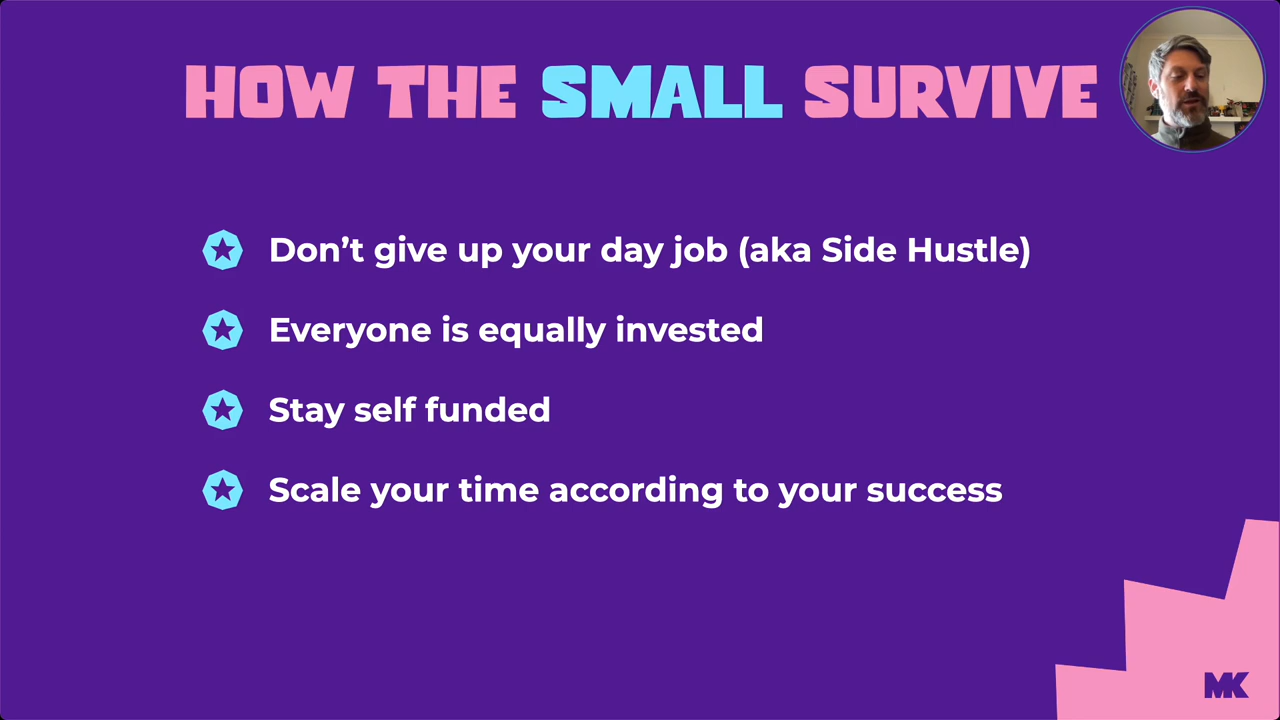 HOW THE SMALL SURVIVE
Don't give up your day job (aka Side Hustle)
Everyone is equally invested
Stay self funded
Scale your time according to your success
MK